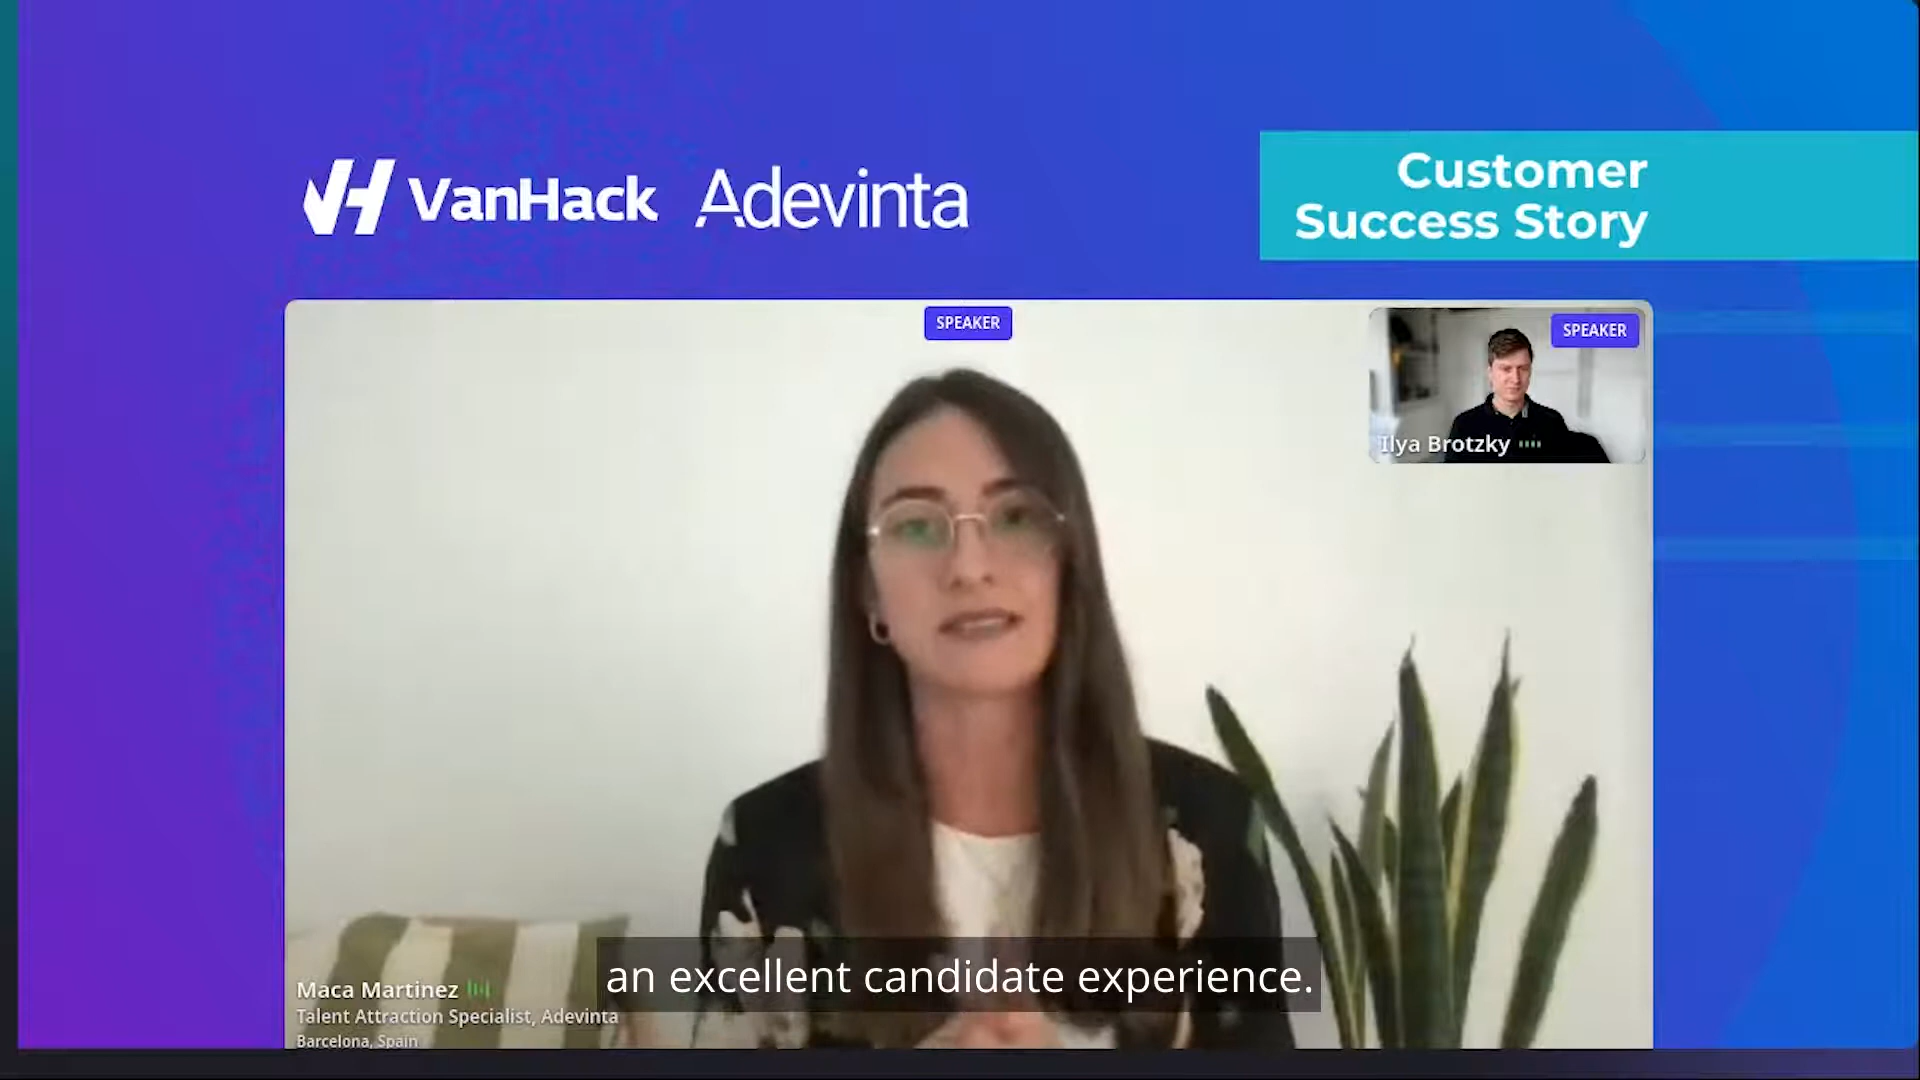 VanHack
Adevinta
Customer
Success Story
SPEAKER
SPEAKER
Ilya Brotzky
an excellent candidate experience.
Maca Martinez
Talent Attraction Specialist, Adevinta
Barcelona, Spain